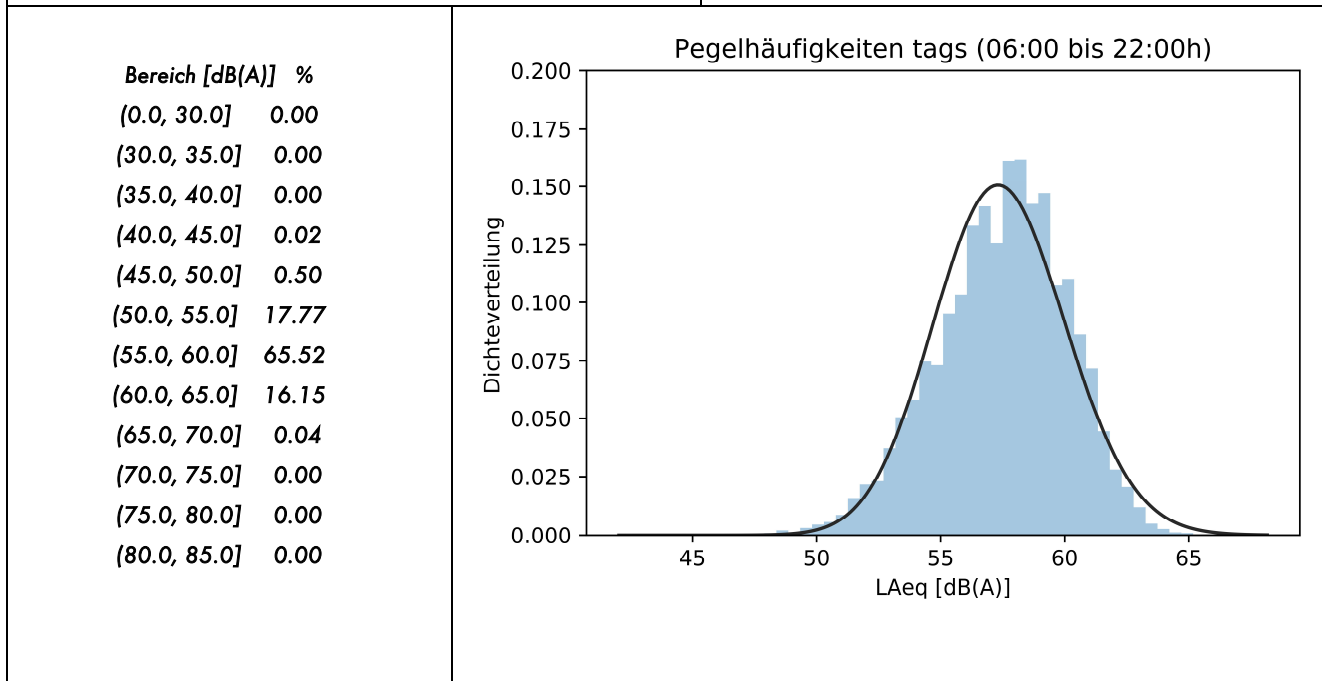 Bereich [dB(A)] %
(0.0, 30.0] 0.00
(30.0, 35.0] 0.00
(35.0, 40.0] 0.00
(40.0, 45.0] 0.02
(45.0, 50.0] 0.50
(50.0, 55.0] 17.77
(55.0, 60.0] 65.52
(60.0, 65.0] 16.15
(65.0, 70.0] 0.04
(70.0, 75.0] 0.00
(75.0, 80.0] 0.00
(80.0, 85.0] 0.00
Pegelhäufigkeiten tags (06:00 bis 22:00h)
0.200
0.175
0.150
0.125
0.100
0.075
0.050
0.025
0.000
Dichteverteilung
45 50 55 60 65
LAeq [dB(A)]